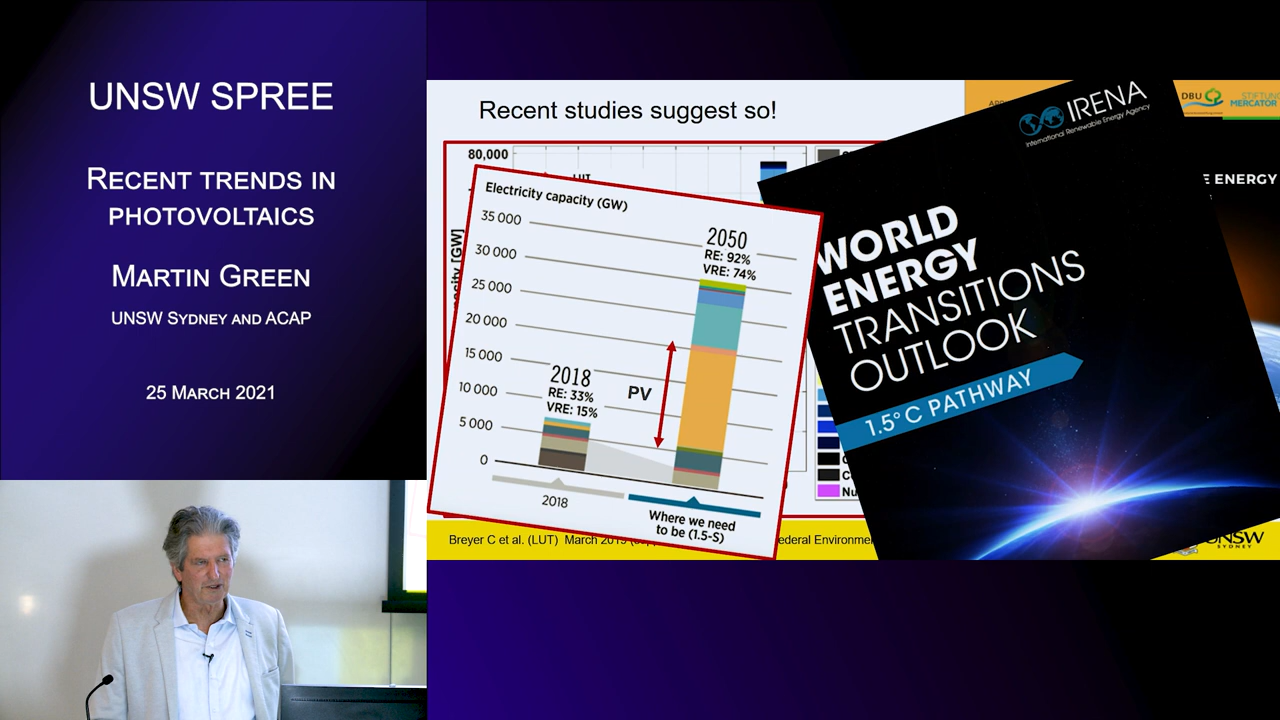 UNSW SPREE
RECENT TRENDS IN
PHOTOVOLTAICS
MARTIN GREEN
UNSW SYDNEY AND ACAP
25 MARCH 2021
Recent studies suggest so!
80,000
LUT
Electricity capacity (GW)
35 000
30 000
25 000
20 000
15 000
10 000
5 000
0
2018
RE: 33%
VRE: 15%
PV
2050
RE: 92%
VRE: 74%
2018
Where we need
to be (1.5-S)
[GW]
Breyer C et al. (LUT) March 2019
IRENA
International Renewable Energy Agency
WORLD
ENERGY
TRANSITIONS
OUTLOOK
1.5°C PATHWAY
DBU
STIFTUNG
MERCATOR
ENERGY
UNSW
SYDNEY